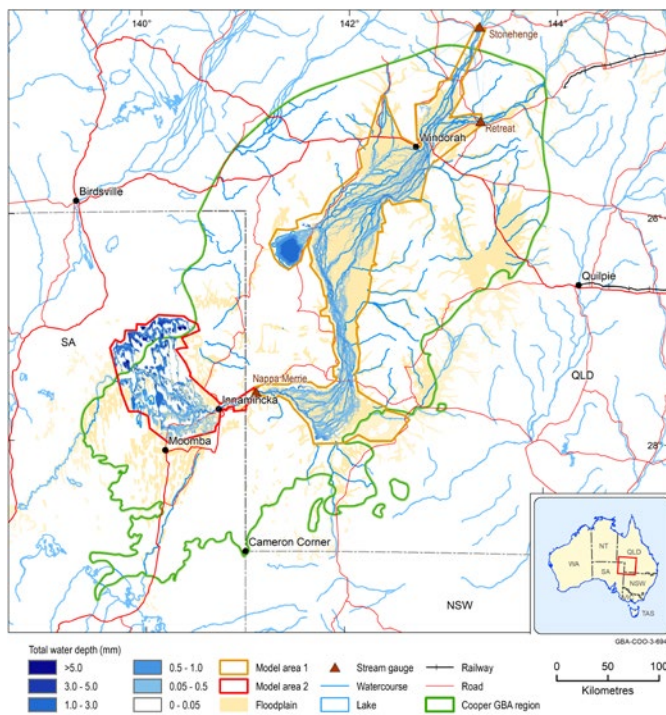 140° 142° 144°
Stonehenge
Retreat
Windorah
Birdsville
26°
Quilpie
SA
QLD
Nappa Merrie
Innamincka
Moomba
28°
Cameron Corner
NSW
NT
QLD
WA
SA
NSW
TAS
GBA-COO-3-694
Total water depth (mm)
>5.0 0.5 - 1.0 Model area 1 Stream gauge Railway
3.0 - 5.0 0.05 - 0.5 Model area 2 Watercourse Road
1.0 - 3.0 0 - 0.05 Floodplain Lake Cooper GBA region
0 50 100
Kilometres